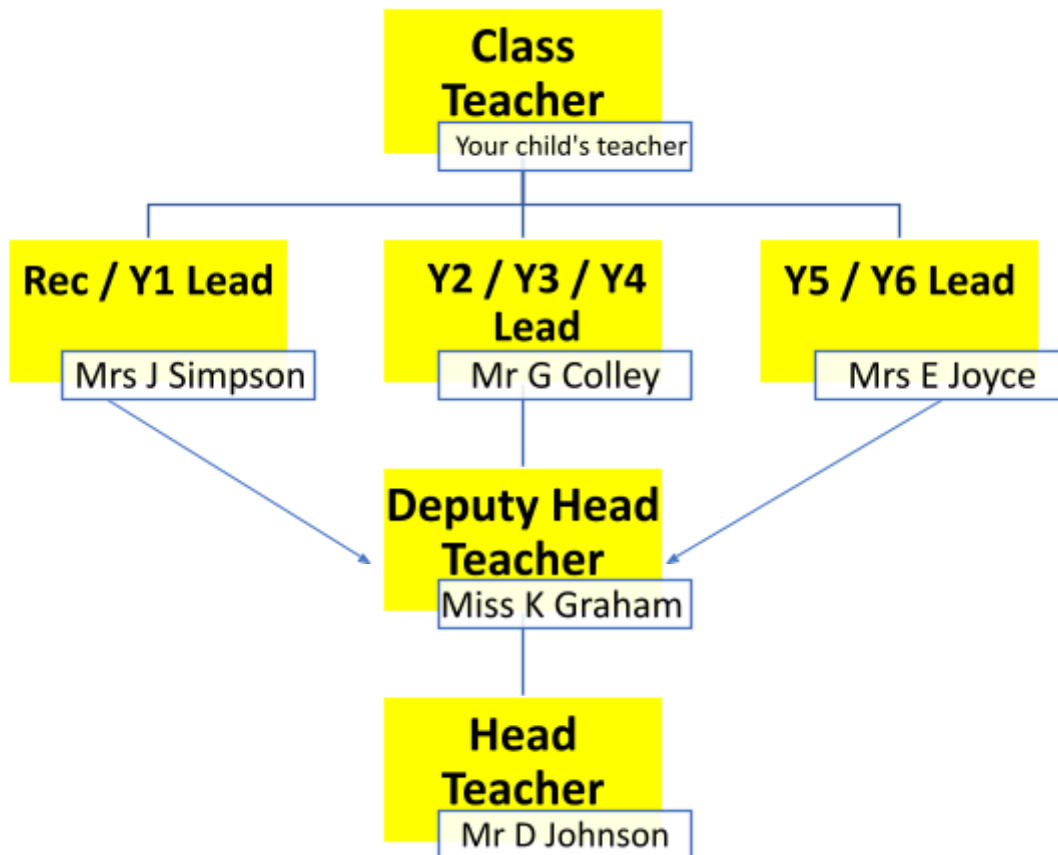 Class
Teacher
Your child's teacher
Rec / Y1 Lead
Mrs J Simpson
Y2 / Y3 / Y4
Lead
Mr G Colley
Y5 / Y6 Lead
Mrs E Joyce
Deputy Head
Teacher
Miss K Graham
Head
Teacher
Mr D Johnson